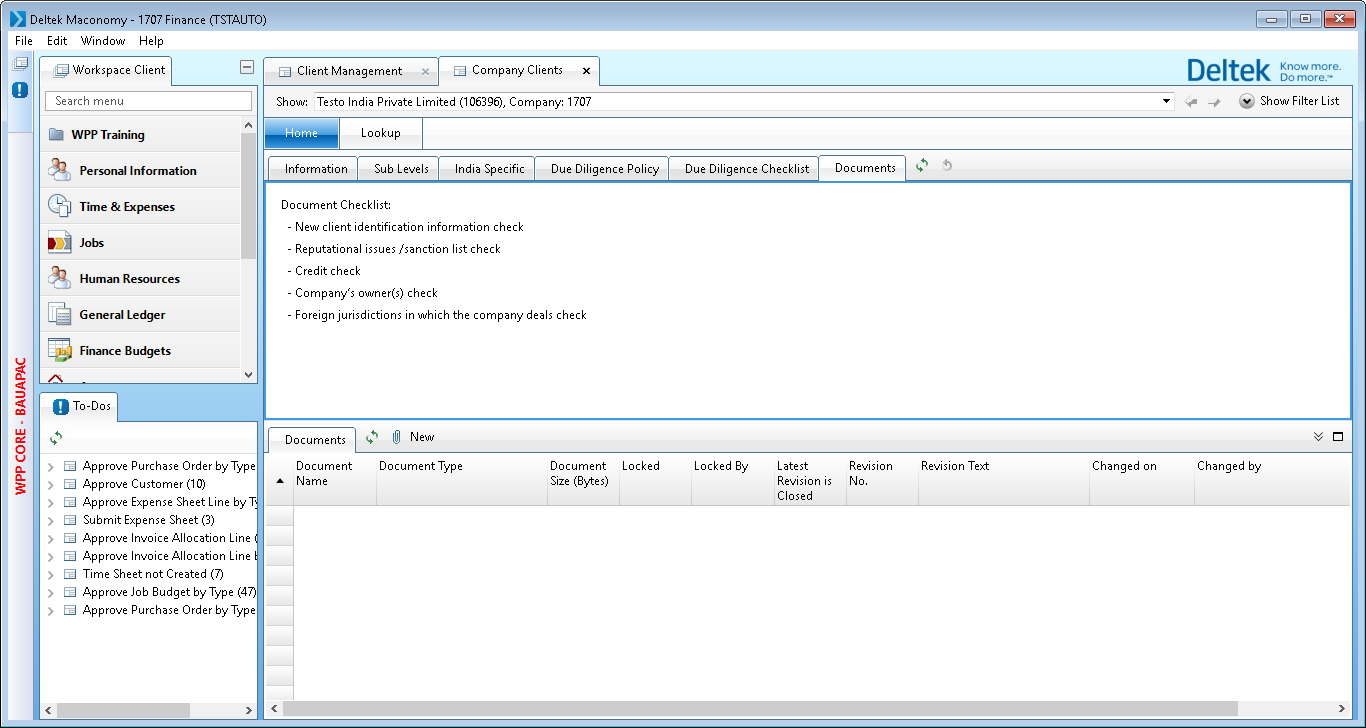 Deltek Maconomy - 1707 Finance (TSTAUTO)
File Edit Window Help
Workspace Client
Search menu
WPP Training
Personal Information
Time & Expenses
Jobs
Human Resources
General Ledger
Finance Budgets
WPP CORE - BAUAPAC
To-Dos
Approve Purchase Order by Type
Approve Customer (10)
Approve Expense Sheet Line by Ty
Submit Expense Sheet (3)
Approve Invoice Allocation Line (
Approve Invoice Allocation Line b
Time Sheet not Created (7)
Approve Job Budget by Type (47)
Approve Purchase Order by Type
Client Management
Company Clients
Deltek Know more.
Do more.™
Show: Testo India Private Limited (106396), Company: 1707
Show Filter List
Home Lookup
Information Sub Levels India Specific Due Diligence Policy Due Diligence Checklist Documents
Document Checklist:
- New client identification information check
- Reputational issues /sanction list check
- Credit check
- Company's owner(s) check
- Foreign jurisdictions in which the company deals check
Documents New
Document Name
Document Type
Document Size (Bytes)
Locked
Locked By
Latest Revision is Closed
Revision No.
Revision Text
Changed on
Changed by